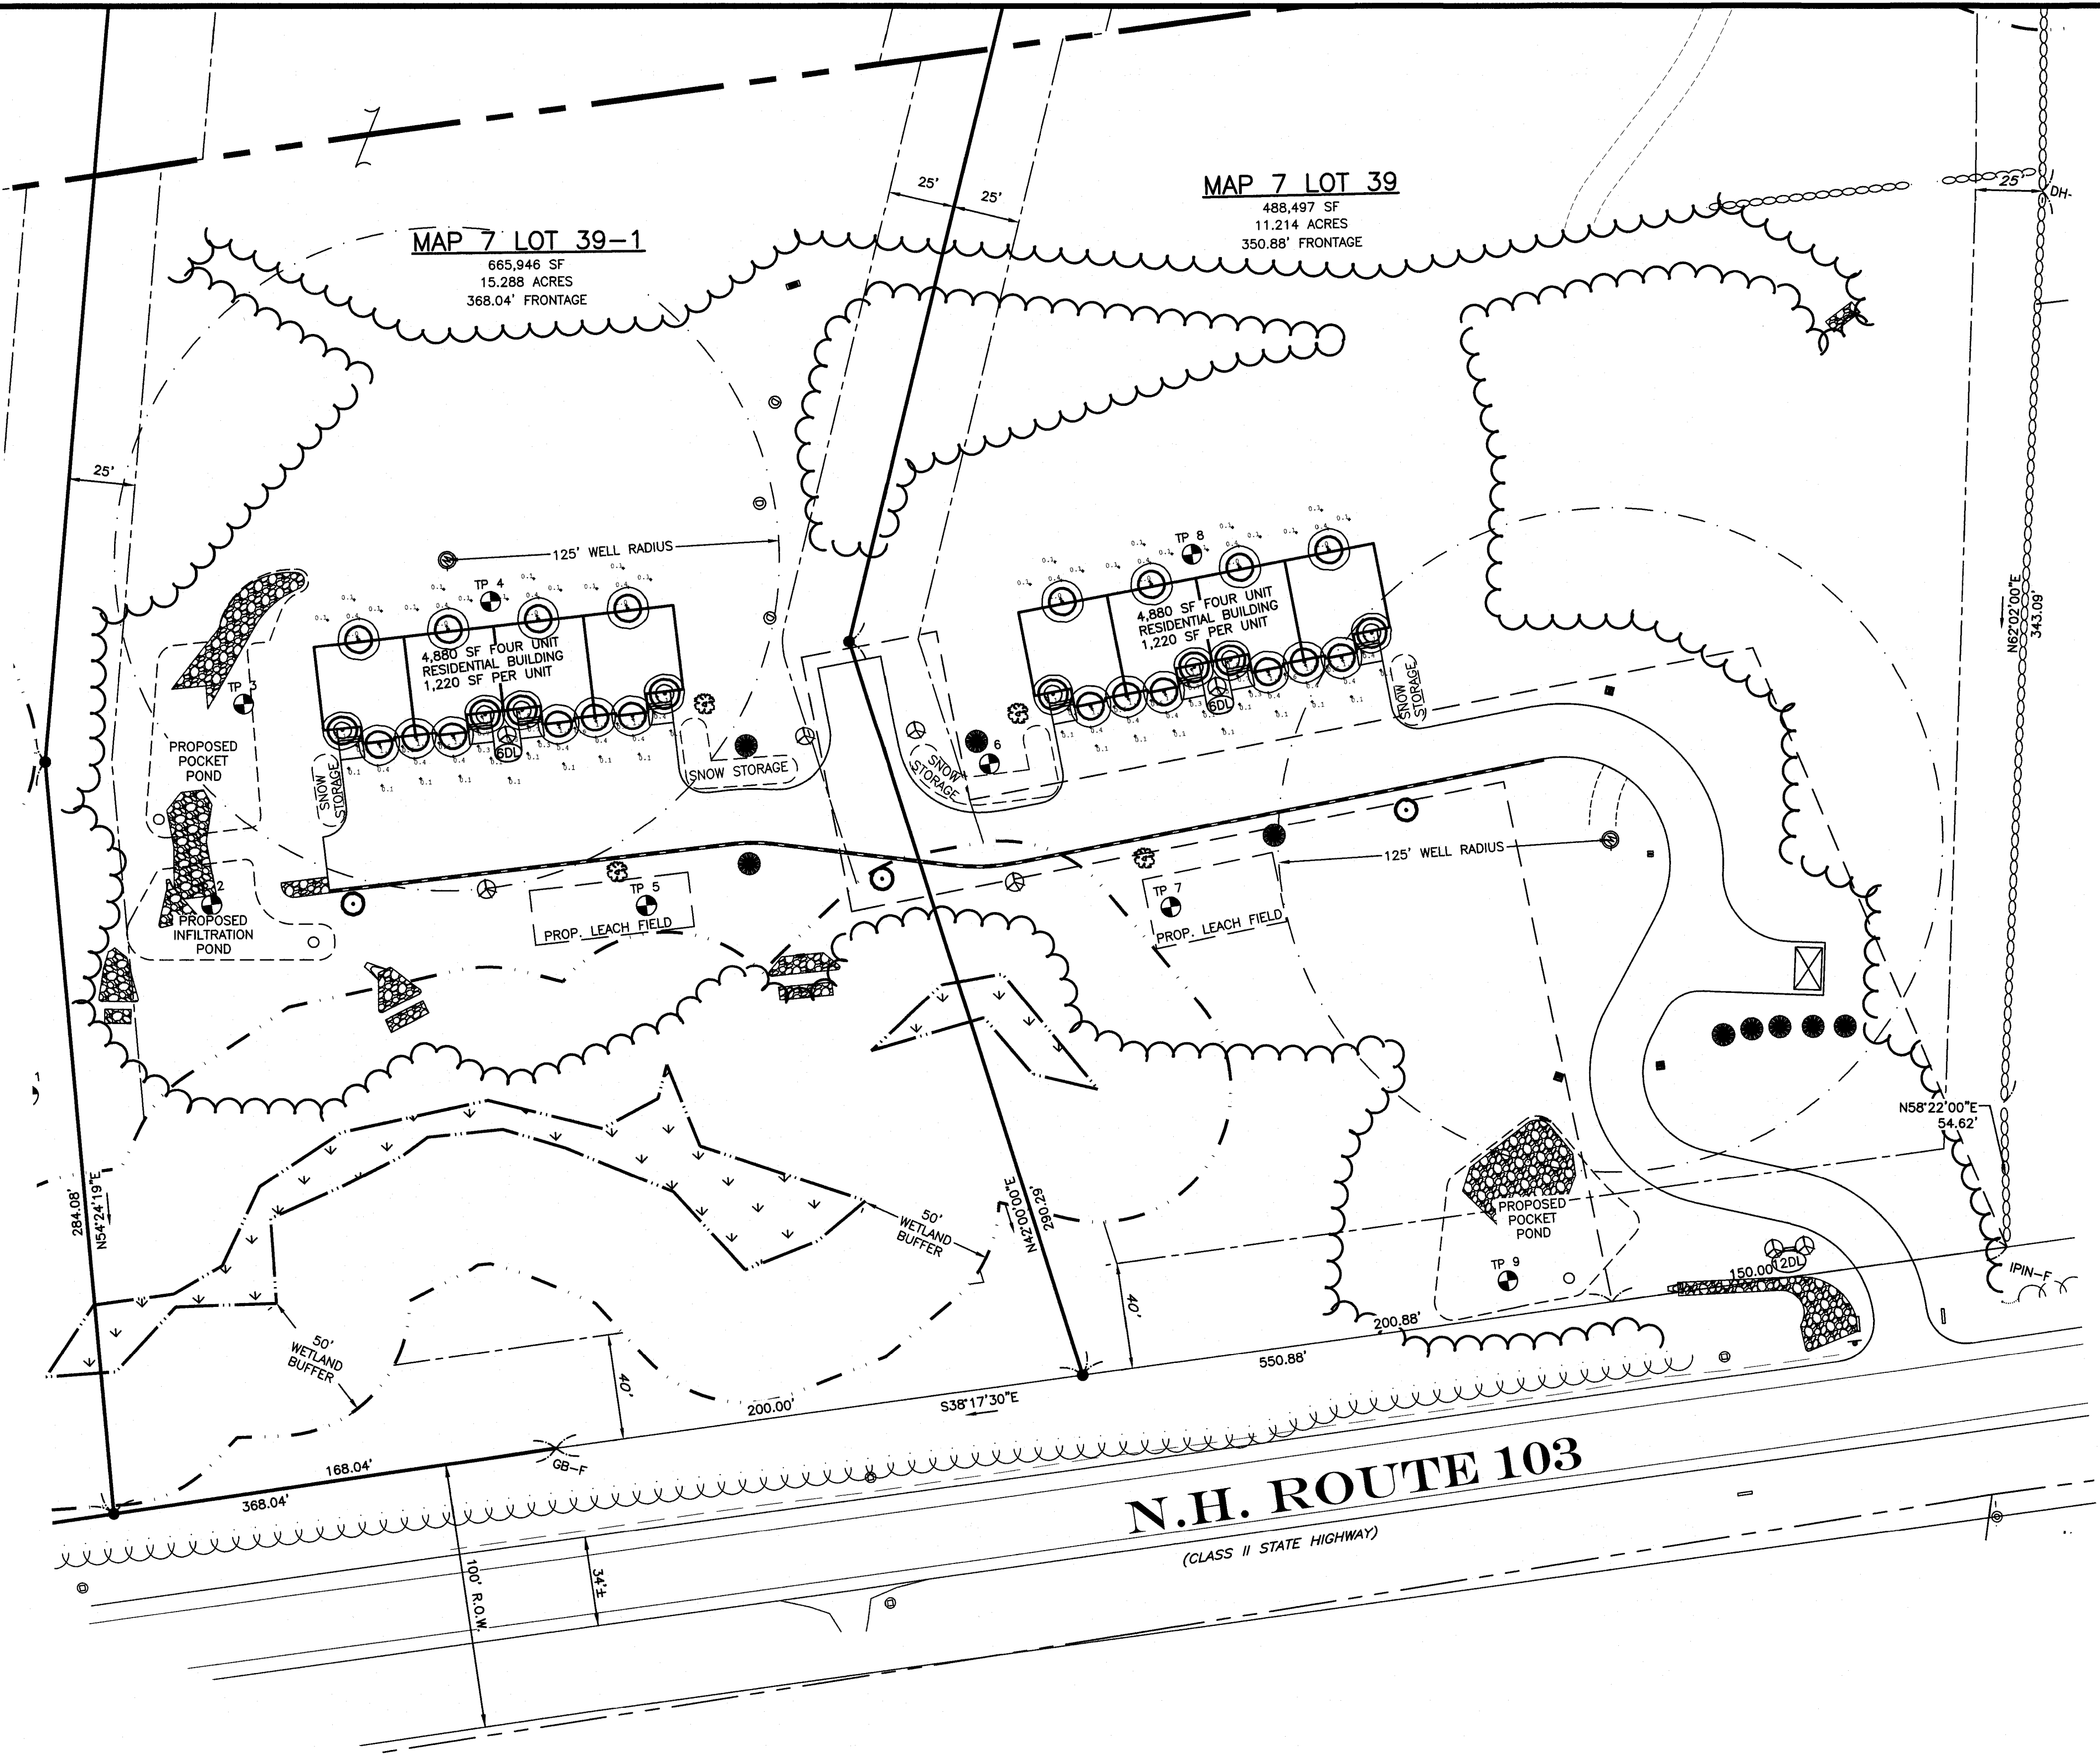 25'
25'
MAP 7 LOT 39
488,497 SF
11.214 ACRES
350.88' FRONTAGE
25'
DH-
MAP 7 LOT 39-1
665,946 SF
15.288 ACRES
368.04' FRONTAGE
25'
125' WELL RADIUS
TP 4
4,880 SF FOUR UNIT
RESIDENTIAL BUILDING
1,220 SF PER UNIT
6DL
TP 8
4,880 SF FOUR UNIT
RESIDENTIAL BUILDING
1,220 SF PER UNIT
6DL
N62°02'00"E
343.09'
TP 3
PROPOSED
POCKET
POND
SNOW
STORAGE
SNOW STORAGE
SNOW
STORAGE
6
SNOW
STORAGE
125' WELL RADIUS
2
PROPOSED
INFILTRATION
POND
TP 5
PROP. LEACH FIELD
TP 7
PROP. LEACH FIELD
1
N58°22'00"E
54.62'
284.08'
N54°24'19"E
50'
WETLAND
BUFFER
N42°00'00"E
290.29'
PROPOSED
POCKET
POND
TP 9
12DL
150.00'
IPIN-F
50'
WETLAND
BUFFER
40'
40'
200.88'
550.88'
200.00'
S38°17'30"E
168.04'
GB-F
368.04'
100' R.O.W.
34'±
N.H. ROUTE 103
(CLASS II STATE HIGHWAY)